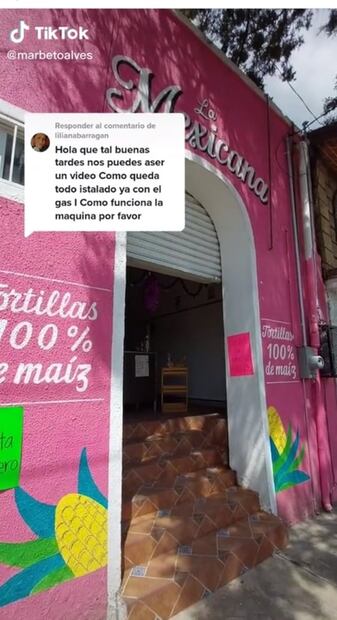 TikTok
@marbetoalves
Responder al comentario de
lilianabarragan
Hola que tal buenas
tardes nos puedes aser
un video Como queda
todo istalado ya con el
gas I Como funciona la
maquina por favor
La
Mexicana
Tortillas
100%
de maíz
Tortillas
100%
de maíz